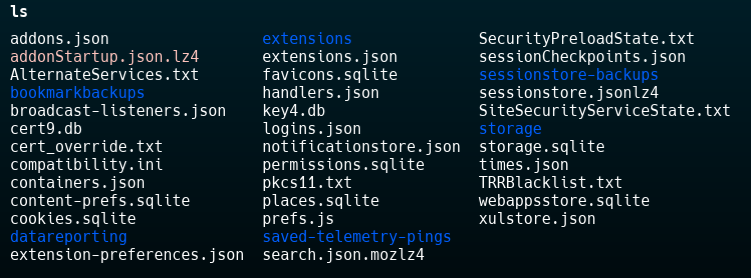 ls
addons.json extensions SecurityPreloadState.txt
addonStartup.json.lz4 extensions.json sessionCheckpoints.json
AlternateServices.txt favicons.sqlite sessionstore-backups
bookmarkbackups handlers.json sessionstore.jsonlz4
broadcast-listeners.json key4.db SiteSecurityServiceState.txt
cert9.db logins.json storage
cert_override.txt notificationstore.json storage.sqlite
compatibility.ini permissions.sqlite times.json
containers.json pkcs11.txt TRRBlacklist.txt
content-prefs.sqlite places.sqlite webappsstore.sqlite
cookies.sqlite prefs.js xulstore.json
datareporting saved-telemetry-pings
extension-preferences.json search.json.mozlz4